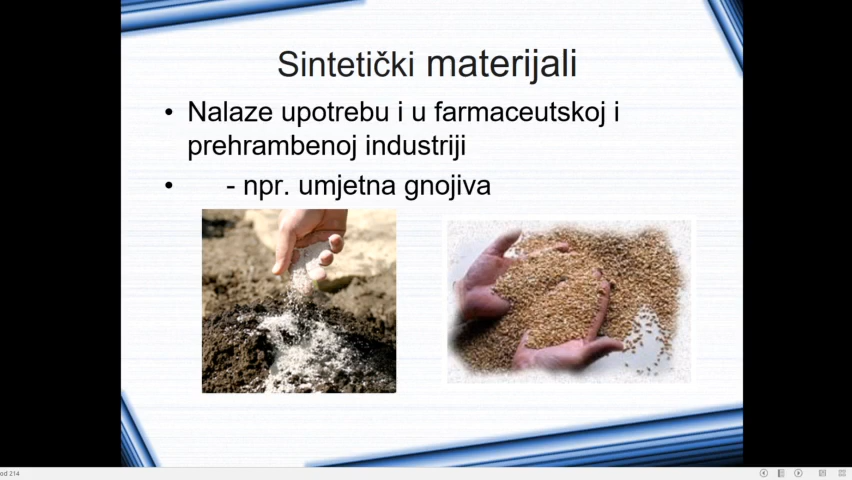 Sintetički materijali
• Nalaze upotrebu i u farmaceutskoj i
prehrambenoj industriji
• - npr. umjetna gnojiva
od 214